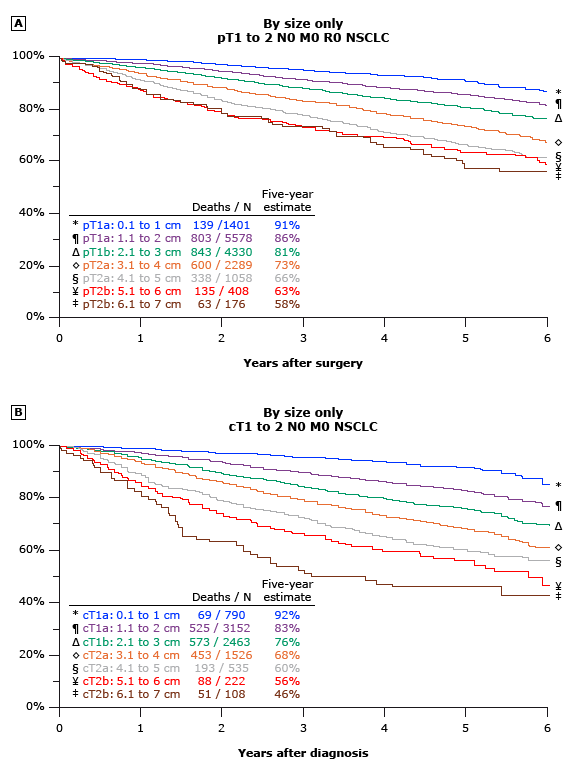 A
By size only
pT1 to 2 N0 M0 R0 NSCLC
100%
80%
60%
40%
20%
0%
*
¶
Δ
◇
§
¥
‡
Deaths / N Five-year estimate
* pT1a: 0.1 to 1 cm 139 /1401 91%
¶ pT1a: 1.1 to 2 cm 803 / 5578 86%
Δ pT1b: 2.1 to 3 cm 843 / 4330 81%
◇ pT2a: 3.1 to 4 cm 600 / 2289 73%
§ pT2a: 4.1 to 5 cm 338 / 1058 66%
¥ pT2b: 5.1 to 6 cm 135 / 408 63%
‡ pT2b: 6.1 to 7 cm 63 / 176 58%
0 1 2 3 4 5 6
Years after surgery
B
By size only
cT1 to 2 N0 M0 NSCLC
100%
80%
60%
40%
20%
0%
*
¶
Δ
◇
§
¥
‡
Deaths / N Five-year estimate
* cT1a: 0.1 to 1 cm 69 / 790 92%
¶ cT1a: 1.1 to 2 cm 525 / 3152 83%
Δ cT1b: 2.1 to 3 cm 573 / 2463 76%
◇ cT2a: 3.1 to 4 cm 453 / 1526 68%
§ cT2a: 4.1 to 5 cm 193 / 535 60%
¥ cT2b: 5.1 to 6 cm 88 / 222 56%
‡ cT2b: 6.1 to 7 cm 51 / 108 46%
0 1 2 3 4 5 6
Years after diagnosis